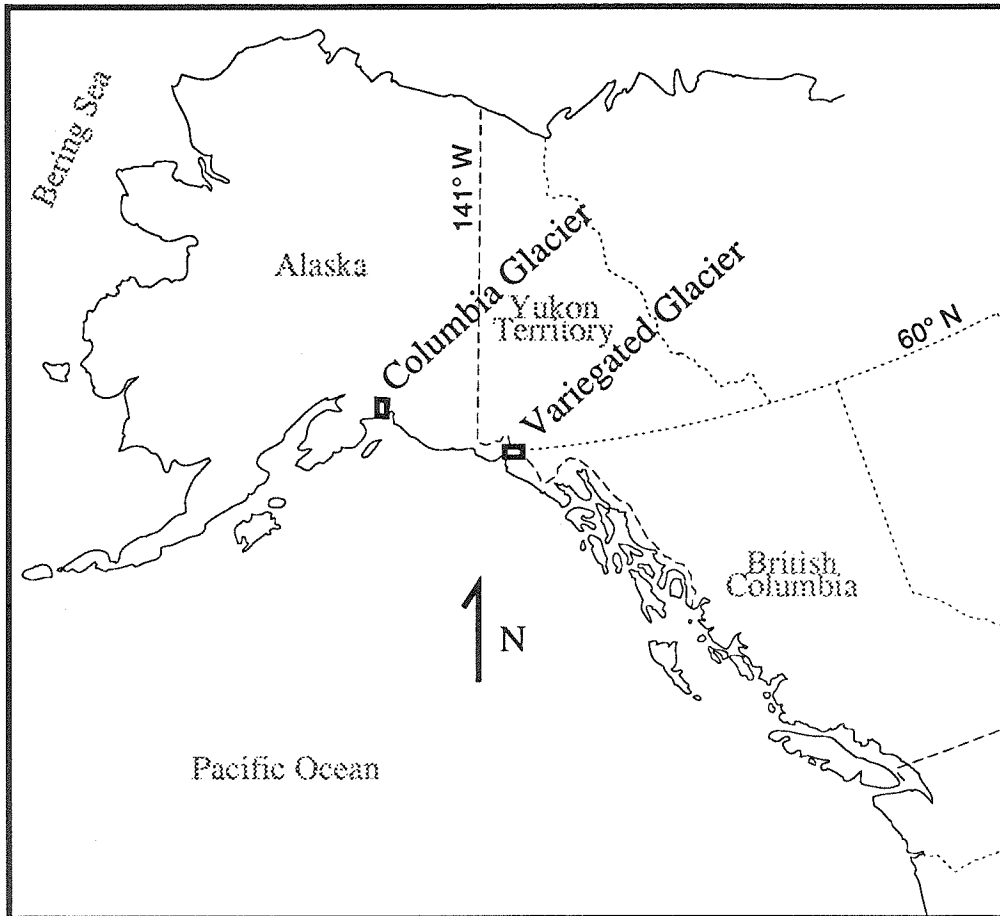 Bering Sea
141° W
Columbia Glacier
Variegated Glacier
Alaska
Yukon
Territory
60° N
British
Columbia
N
Pacific Ocean